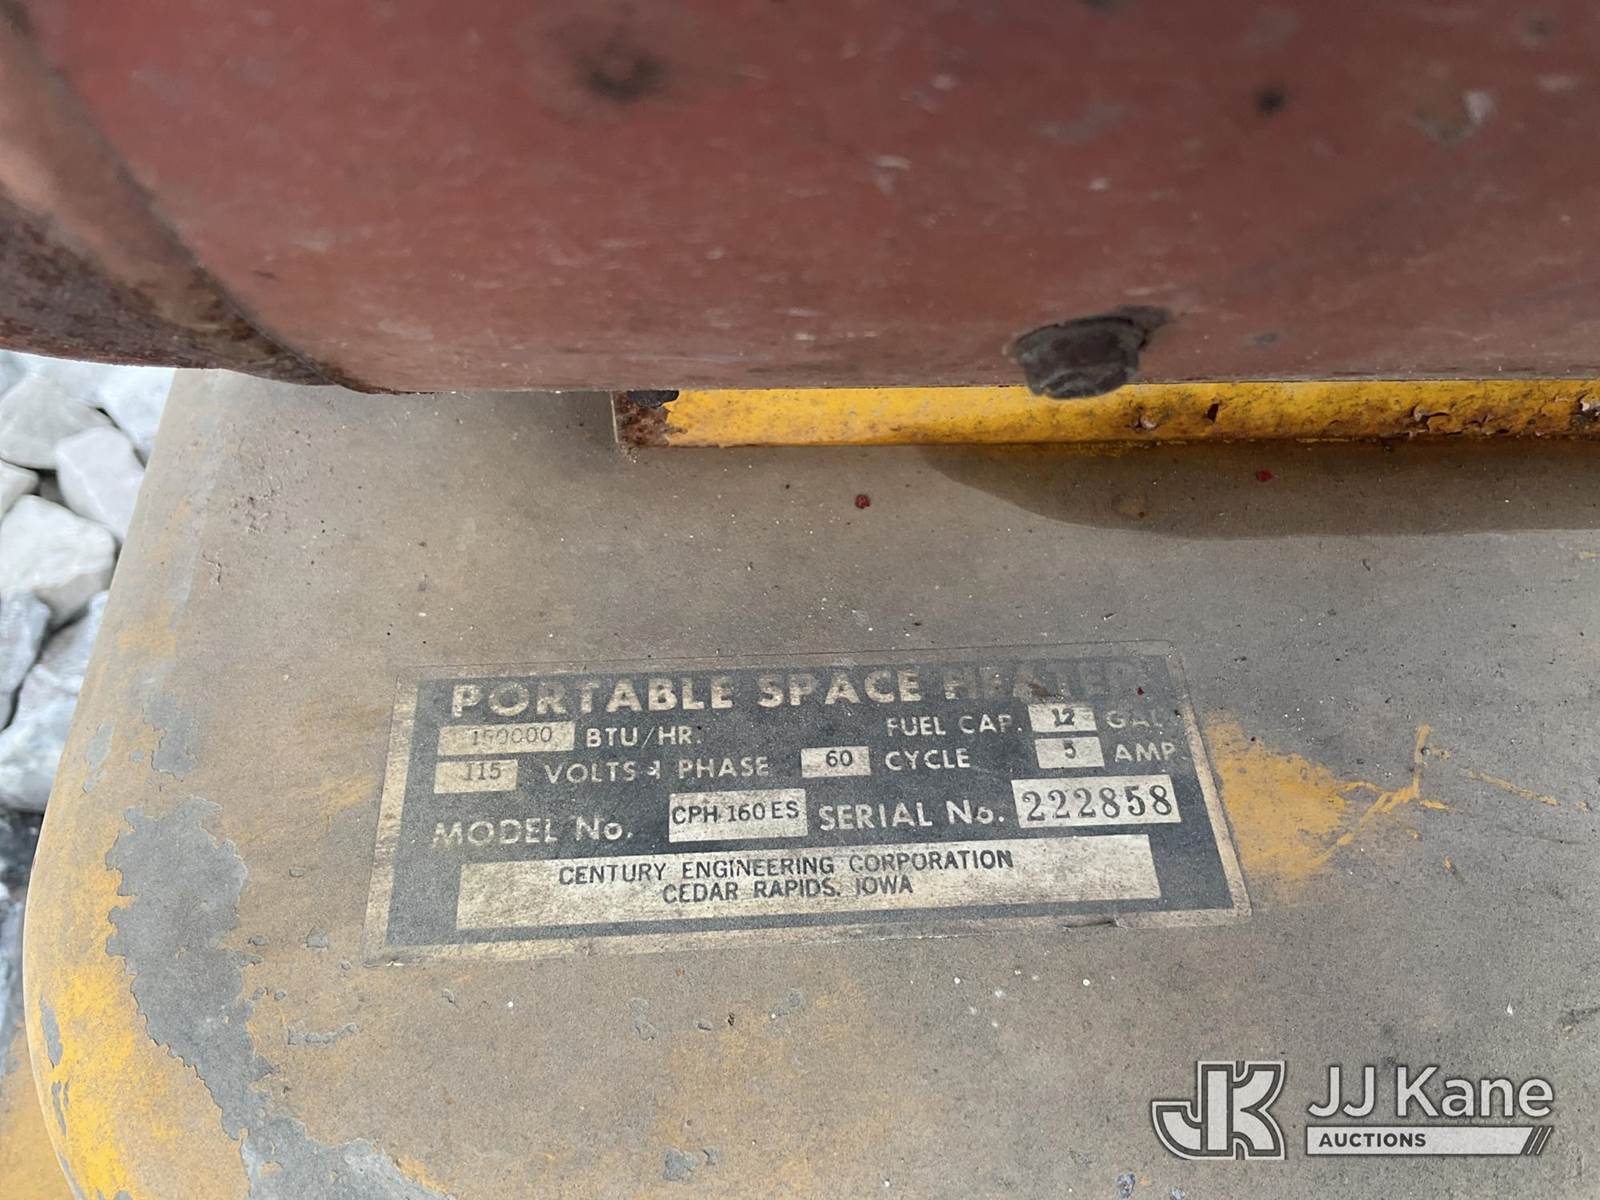 PORTABLE SPACE HEATER
150000 BTU/HR. FUEL CAP. 12 GAL.
115 VOLTS 1 PHASE 60 CYCLE 5 AMP.
MODEL No. CPH 160 ES SERIAL No. 222858
CENTURY ENGINEERING CORPORATION
CEDAR RAPIDS, IOWA
JK JJ Kane
AUCTIONS